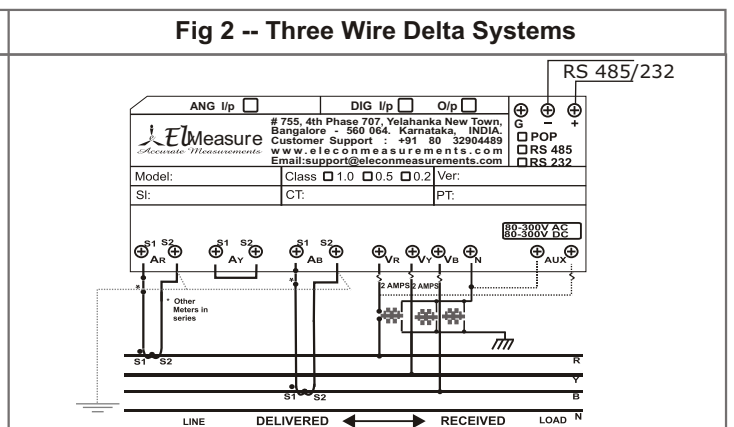 Fig 2 -- Three Wire Delta Systems
RS 485/232
ANG I/p DIG I/p O/p
G - +
ElMeasure
Accurate Measurements
# 755, 4th Phase 707, Yelahanka New Town,
Bangalore - 560 064. Karnataka, INDIA.
Customer Support : +91 80 32904489
www.eleconmeasurements.com
Email:support@eleconmeasurements.com
POP
RS 485
RS 232
Model: Class 1.0 0.5 0.2 Ver:
SI: CT: PT:
80-300V AC
80-300V DC
S1 S2 S1 S2 S1 S2
AR AY AB VR VY VB N AUX
2 AMPS 2 AMPS
* *
* Other
Meters in
series
S1 S2 R
Y
S1 S2 B
LINE DELIVERED RECEIVED LOAD N